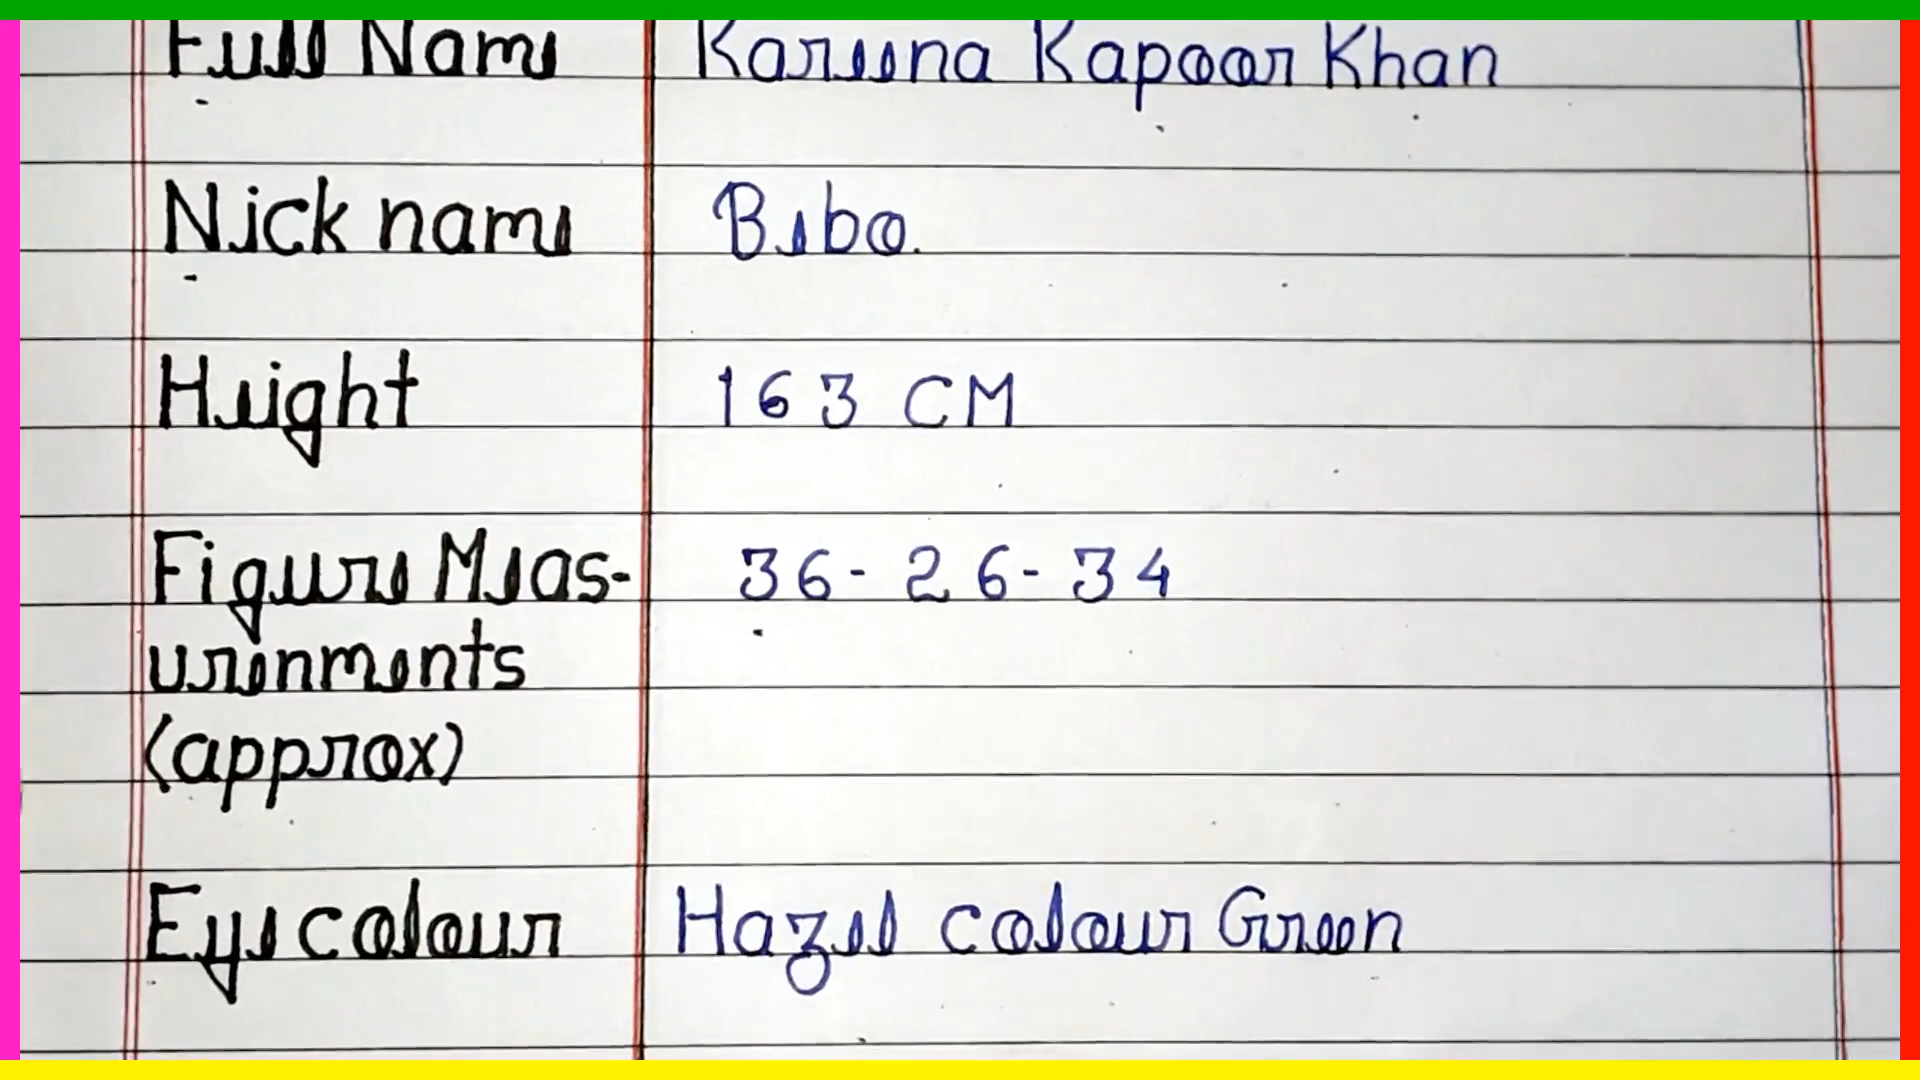 Full Name Kareena Kapoor Khan
Nick name Bebo.
Height 163 CM
Figure Meas- 36-26-34
urenments
(approx)
Eye colour Hazel colour Green